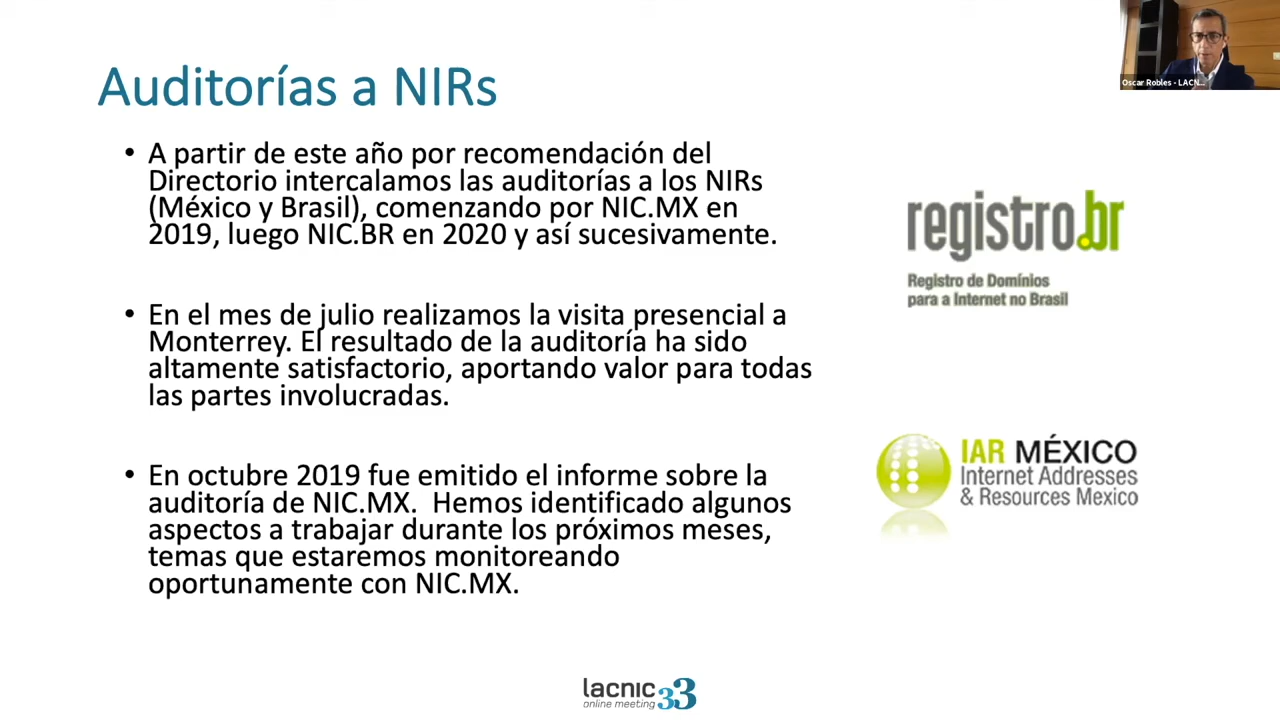 Oscar Robles - LACN...
Auditorías a NIRs
• A partir de este año por recomendación del
Directorio intercalamos las auditorías a los NIRs
(México y Brasil), comenzando por NIC.MX en
2019, luego NIC.BR en 2020 y así sucesivamente.
• En el mes de julio realizamos la visita presencial a
Monterrey. El resultado de la auditoría ha sido
altamente satisfactorio, aportando valor para todas
las partes involucradas.
• En octubre 2019 fue emitido el informe sobre la
auditoría de NIC.MX.  Hemos identificado algunos
aspectos a trabajar durante los próximos meses,
temas que estaremos monitoreando
oportunamente con NIC.MX.
registro.br
Registro de Domínios
para a Internet no Brasil
IAR MÉXICO
Internet Addresses
& Resources Mexico
lacnic 33
online meeting